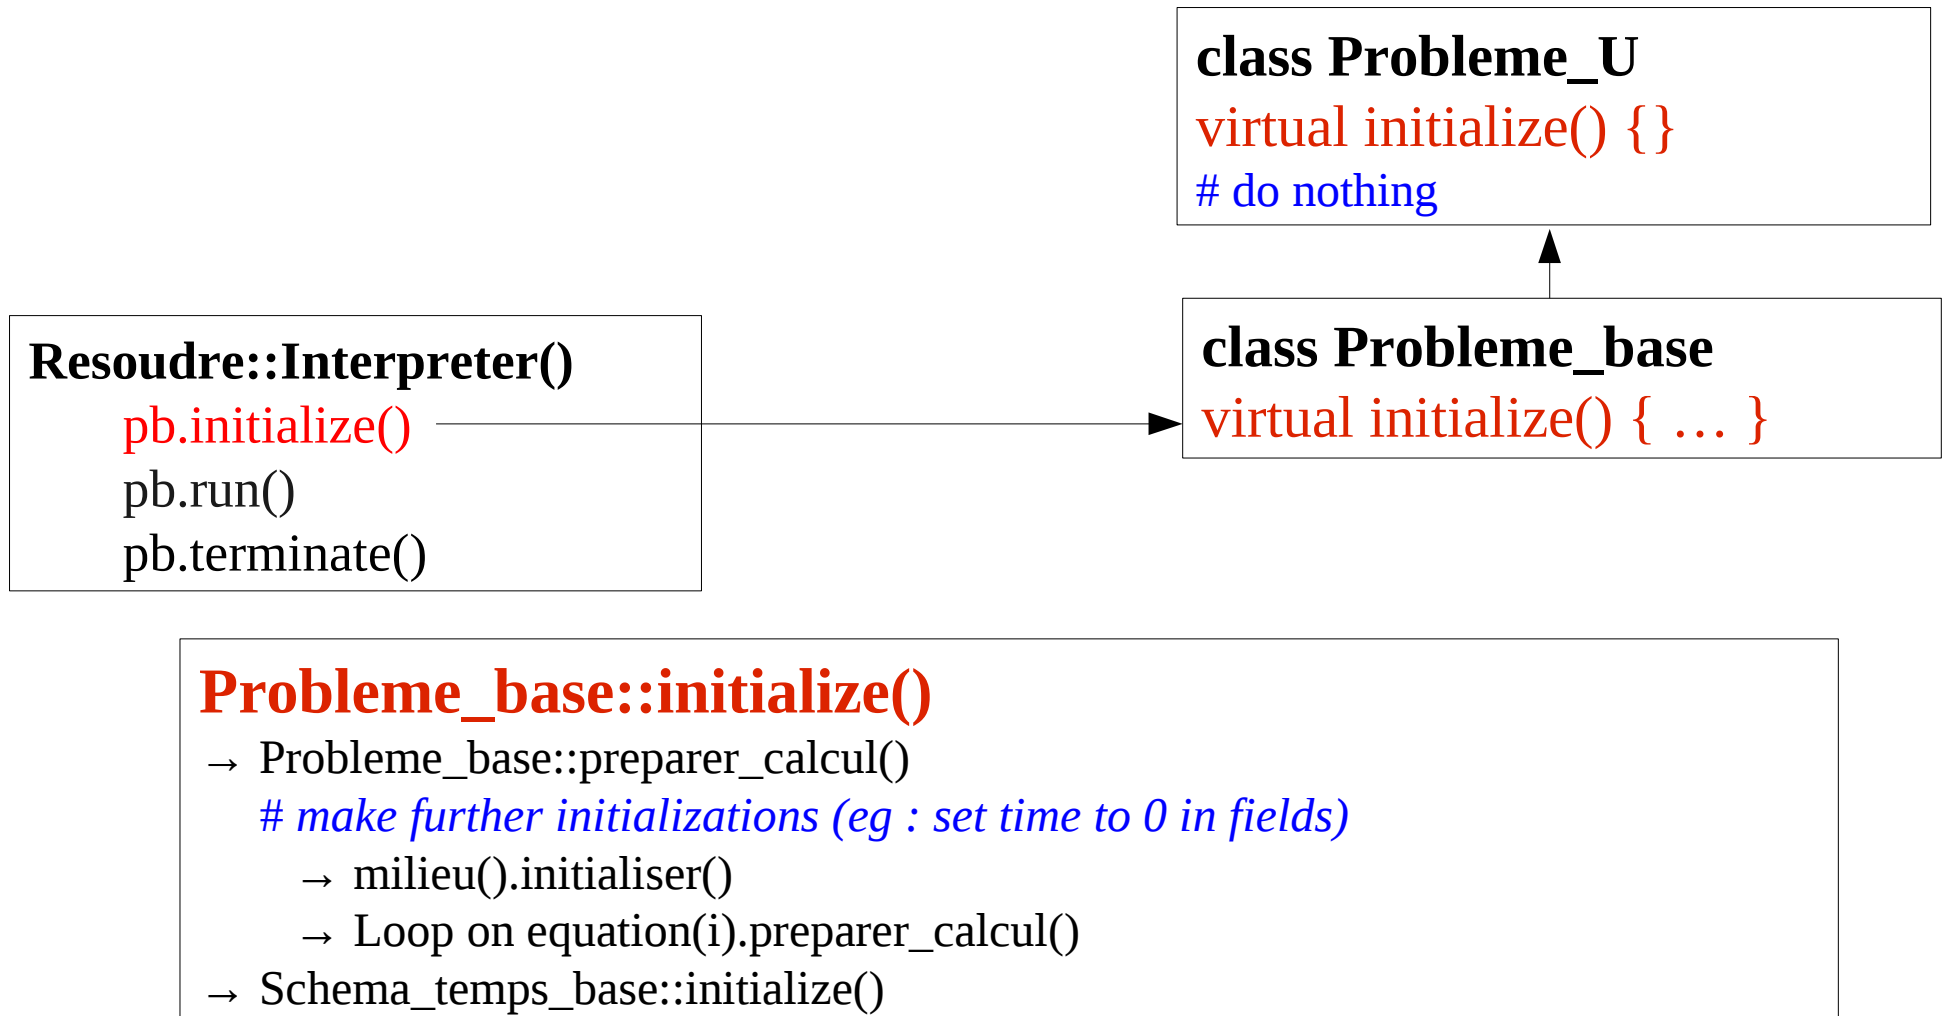 class Probleme_U
virtual initialize() {}
# do nothing
class Probleme_base
virtual initialize() { … }
Resoudre::Interpreter()
pb.initialize()
pb.run()
pb.terminate()
Probleme_base::initialize()
→ Probleme_base::preparer_calcul()
# make further initializations (eg : set time to 0 in fields)
→ milieu().initialiser()
→ Loop on equation(i).preparer_calcul()
→ Schema_temps_base::initialize()